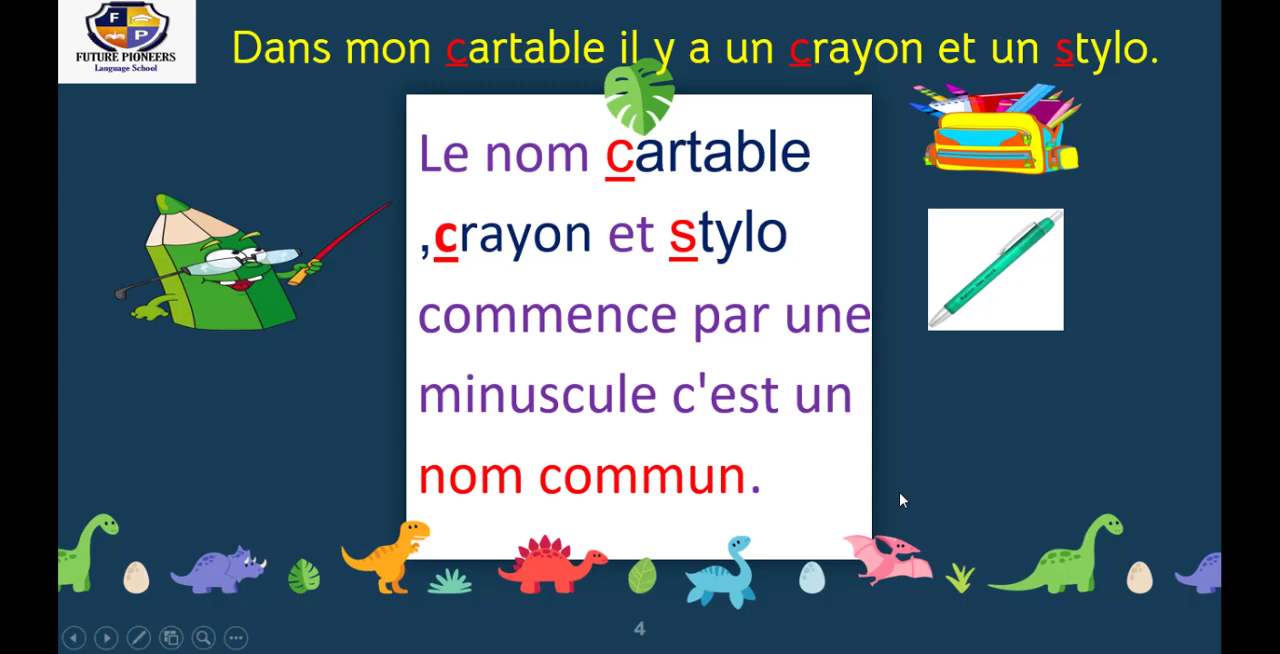 F
P
FUTURE PIONEERS
Language School
Dans mon cartable il y a un crayon et un stylo.
Le nom cartable
,crayon et stylo
commence par une
minuscule c'est un
nom commun.
4